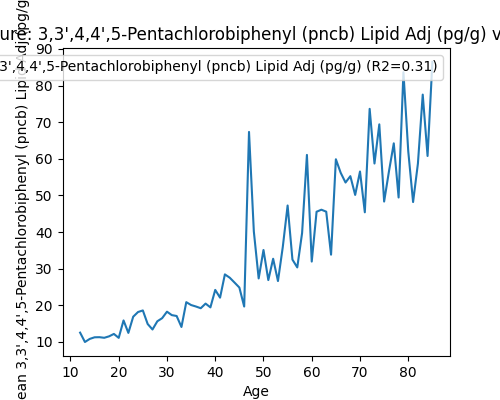 ure: 3,3',4,4',5-Pentachlorobiphenyl (pncb) Lipid Adj (pg/g) v
3',4,4',5-Pentachlorobiphenyl (pncb) Lipid Adj (pg/g) (R2=0.31)
ean 3,3',4,4',5-Pentachlorobiphenyl (pncb) Lipid Adj (pg/g
90
80
70
60
50
40
30
20
10
10 20 30 40 50 60 70 80
Age